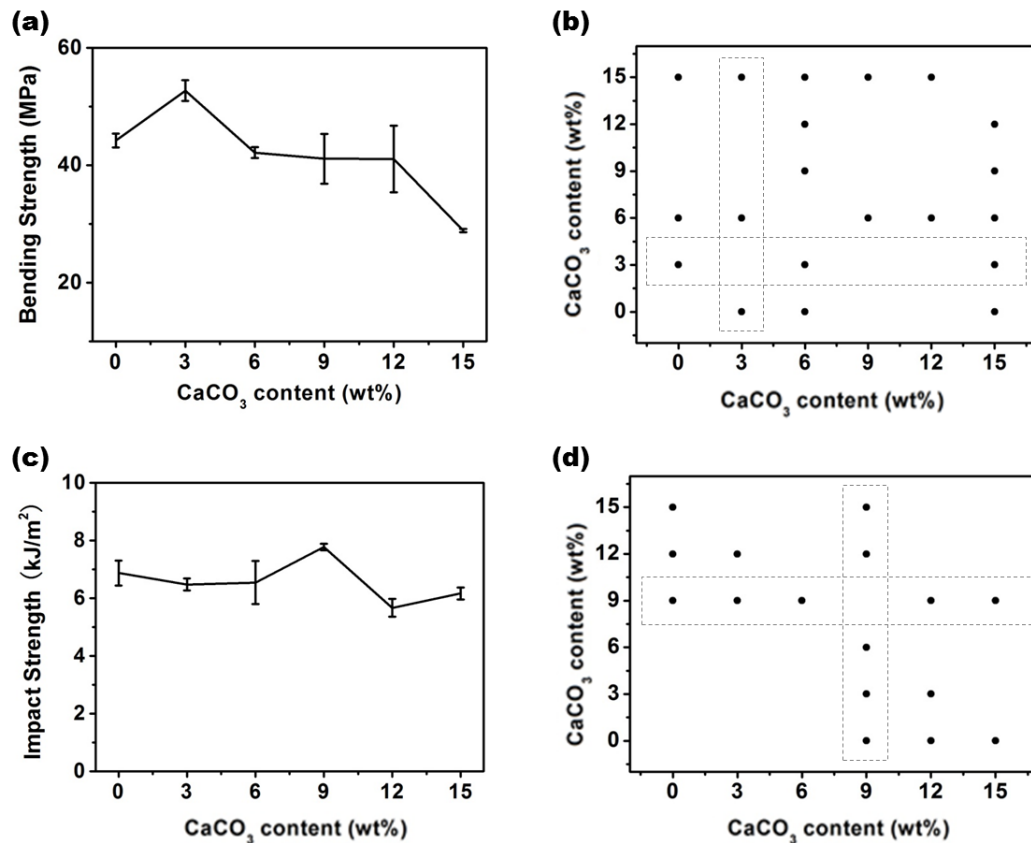 (a)
60
40
20
Bending Strength (MPa)
0 3 6 9 12 15
CaCO₃ content (wt%)
(b)
15
12
9
6
3
0
CaCO₃ content (wt%)
0 3 6 9 12 15
CaCO₃ content (wt%)
(c)
10
8
6
4
2
0
Impact Strength (kJ/m²)
0 3 6 9 12 15
CaCO₃ content (wt%)
(d)
15
12
9
6
3
0
CaCO₃ content (wt%)
0 3 6 9 12 15
CaCO₃ content (wt%)